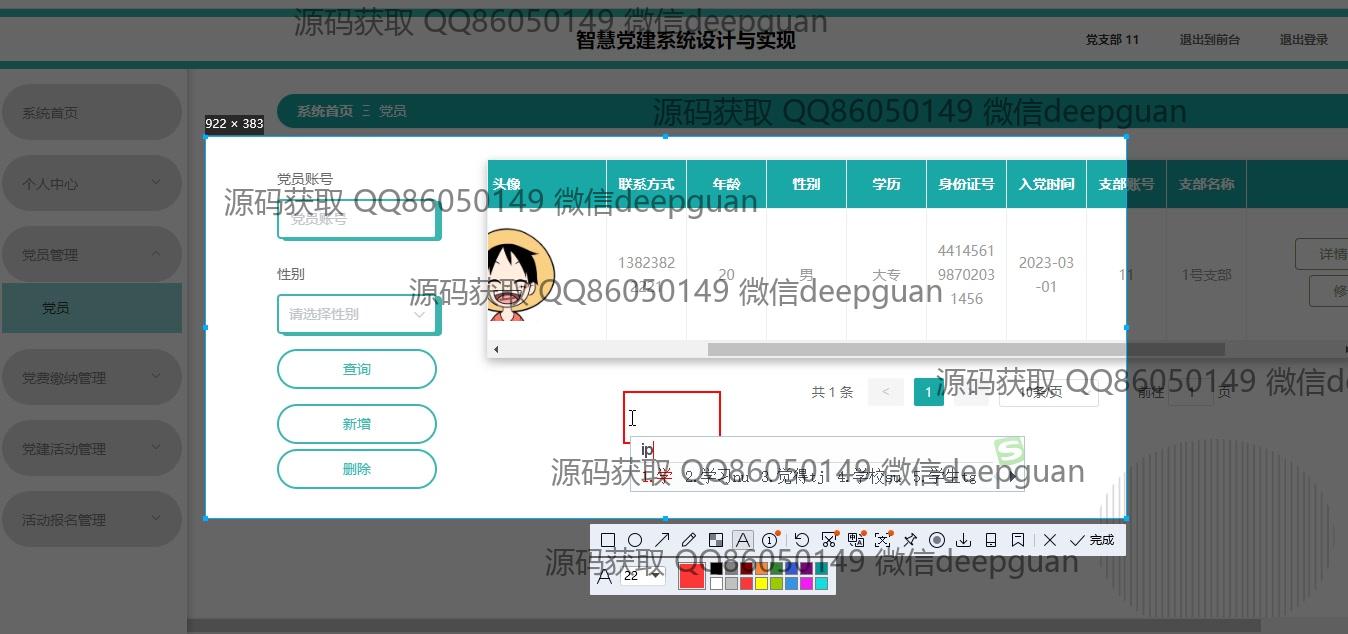 源码获取 QQ86050149 微信deepguan
智慧党建系统设计与实现
党支部 11
退出到前台
退出登录
系统首页
个人中心
党员管理
党员
党费缴纳管理
党建活动管理
活动报名管理
系统首页 Ξ 党员
源码获取 QQ86050149 微信deepguan
922 × 383
党员账号
源码获取 QQ86050149 微信deepguan
党员账号
性别
请选择性别
查询
新增
删除
头像 联系方式 年龄 性别 学历 身份证号 入党时间 支部账号 支部名称
1382382
20 男 大专
4414561
9870203
1456
2023-03
-01
11 1号支部
详情
修
源码获取 QQ86050149 微信deepguan
共 1 条 < 1 10条/页 前往 1 页
源码获取 QQ86050149 微信deepguan
ip
1.学 2.学习nu 3.觉得tj 4.学校su 5.学生tg
源码获取 QQ86050149 微信deepguan
完成
源码获取 QQ86050149 微信deepguan
A 22